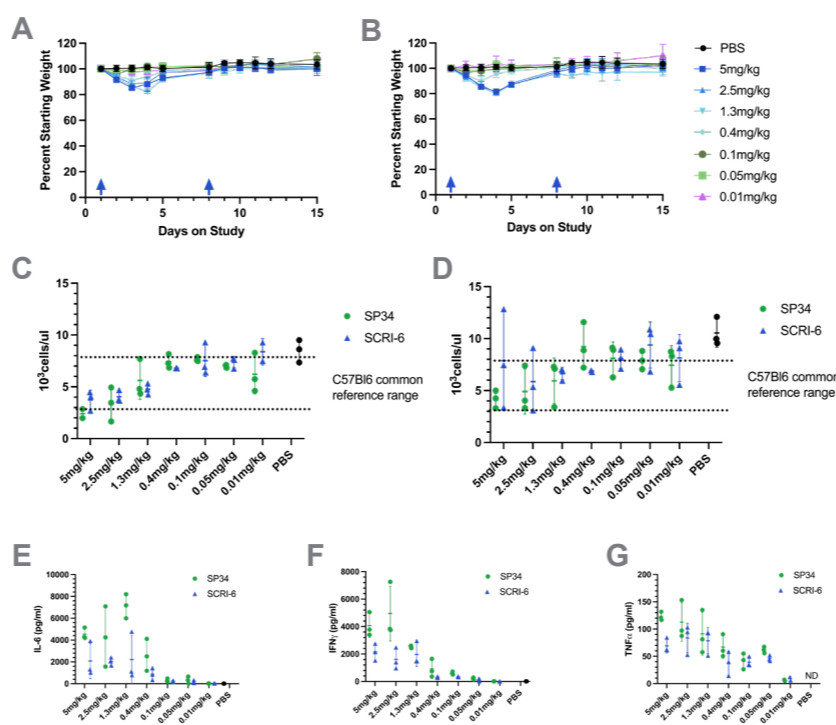 A
B
120
100
80
60
40
20
0
Percent Starting Weight
0
5
10
15
Days on Study
120
100
80
60
40
20
0
Percent Starting Weight
0
5
10
15
Days on Study
PBS
5mg/kg
2.5mg/kg
1.3mg/kg
0.4mg/kg
0.1mg/kg
0.05mg/kg
0.01mg/kg
C
D
15
10
5
0
10³cells/ul
SP34
SCRI-6
C57Bl6 common
reference range
5mg/kg
2.5mg/kg
1.3mg/kg
0.4mg/kg
0.1mg/kg
0.05mg/kg
0.01mg/kg
PBS
15
10
5
0
10³cells/ul
SP34
SCRI-6
C57Bl6 common
reference range
5mg/kg
2.5mg/kg
1.3mg/kg
0.4mg/kg
0.1mg/kg
0.05mg/kg
0.01mg/kg
PBS
E
F
G
10000
8000
6000
4000
2000
0
IL-6 (pg/ml)
SP34
SCRI-6
5mg/kg
2.5mg/kg
1.3mg/kg
0.4mg/kg
0.1mg/kg
0.05mg/kg
0.01mg/kg
PBS
8000
6000
4000
2000
0
IFNγ (pg/ml)
SP34
SCRI-6
5mg/kg
2.5mg/kg
1.3mg/kg
0.4mg/kg
0.1mg/kg
0.05mg/kg
0.01mg/kg
PBS
200
150
100
50
0
TNFα (pg/ml)
SP34
SCRI-6
ND
5mg/kg
2.5mg/kg
1.3mg/kg
0.4mg/kg
0.1mg/kg
0.05mg/kg
0.01mg/kg
PBS